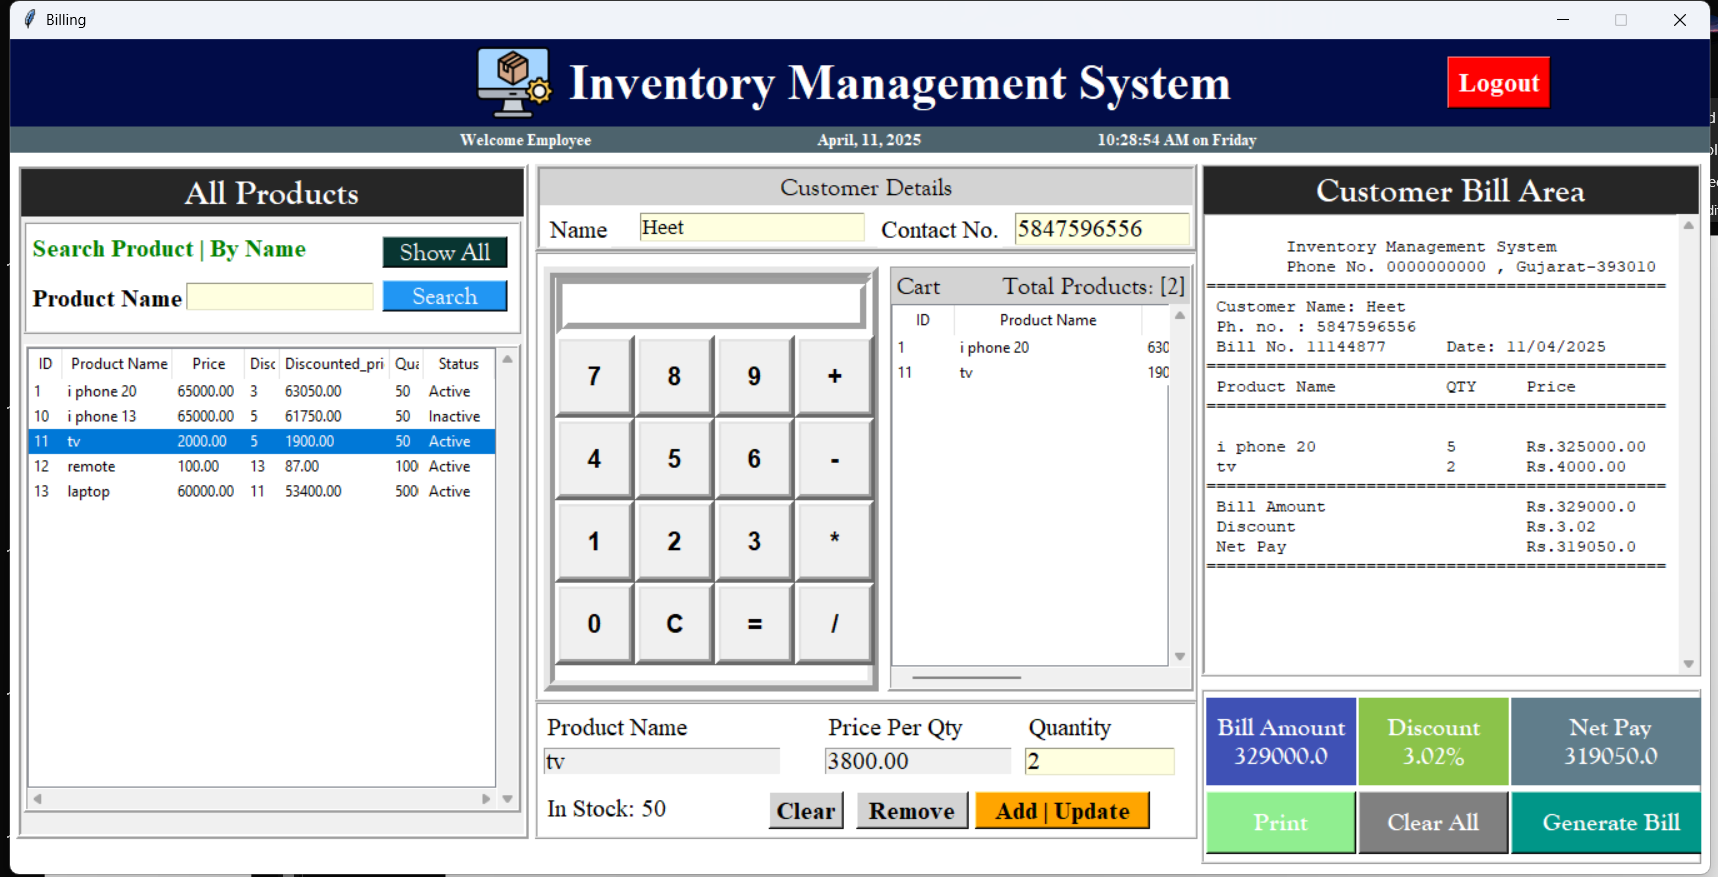 Billing
Inventory Management System
Logout
Welcome Employee April, 11, 2025 10:28:54 AM on Friday
All Products
Search Product | By Name
Show All
Product Name
Search
ID Product Name Price Disc Discounted_pri Qua Status
1 i phone 20 65000.00 3 63050.00 50 Active
10 i phone 13 65000.00 5 61750.00 50 Inactive
11 tv 2000.00 5 1900.00 50 Active
12 remote 100.00 13 87.00 100 Active
13 laptop 60000.00 11 53400.00 500 Active
Customer Details
Name Heet Contact No. 5847596556
7 8 9 +
4 5 6 -
1 2 3 *
0 C = /
Cart Total Products: [2]
ID Product Name
1 i phone 20 630
11 tv 190
Product Name Price Per Qty Quantity
tv 3800.00 2
In Stock: 50
Clear Remove Add | Update
Customer Bill Area
Inventory Management System
Phone No. 0000000000 , Gujarat-393010
==============================================
Customer Name: Heet
Ph. no. : 5847596556
Bill No. 11144877 Date: 11/04/2025
==============================================
Product Name QTY Price
==============================================
i phone 20 5 Rs.325000.00
tv 2 Rs.4000.00
==============================================
Bill Amount Rs.329000.0
Discount Rs.3.02
Net Pay Rs.319050.0
==============================================
Bill Amount
329000.0
Discount
3.02%
Net Pay
319050.0
Print Clear All Generate Bill